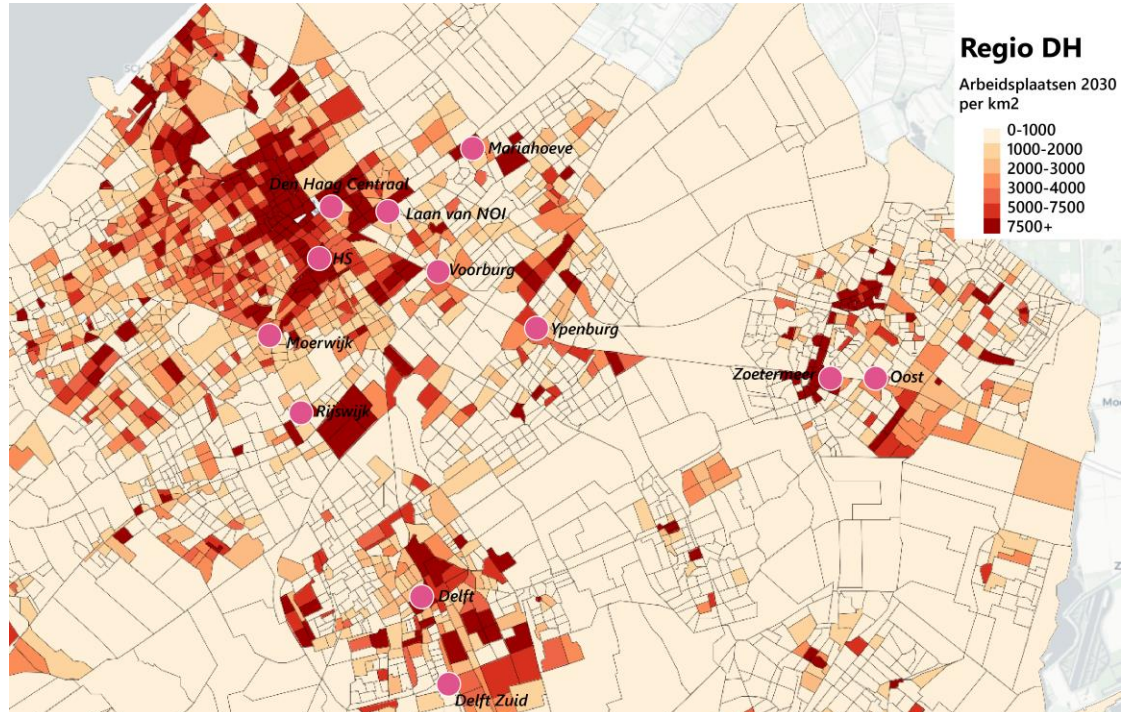 Regio DH
Arbeidsplaatsen 2030
per km2
0-1000
1000-2000
2000-3000
3000-4000
5000-7500
7500+
Mariahoeve
Den Haag Centraal
Laan van NOI
HS
Voorburg
Ypenburg
Moerwijk
Zoetermeer
Oost
Rijswijk
Delft
Delft Zuid